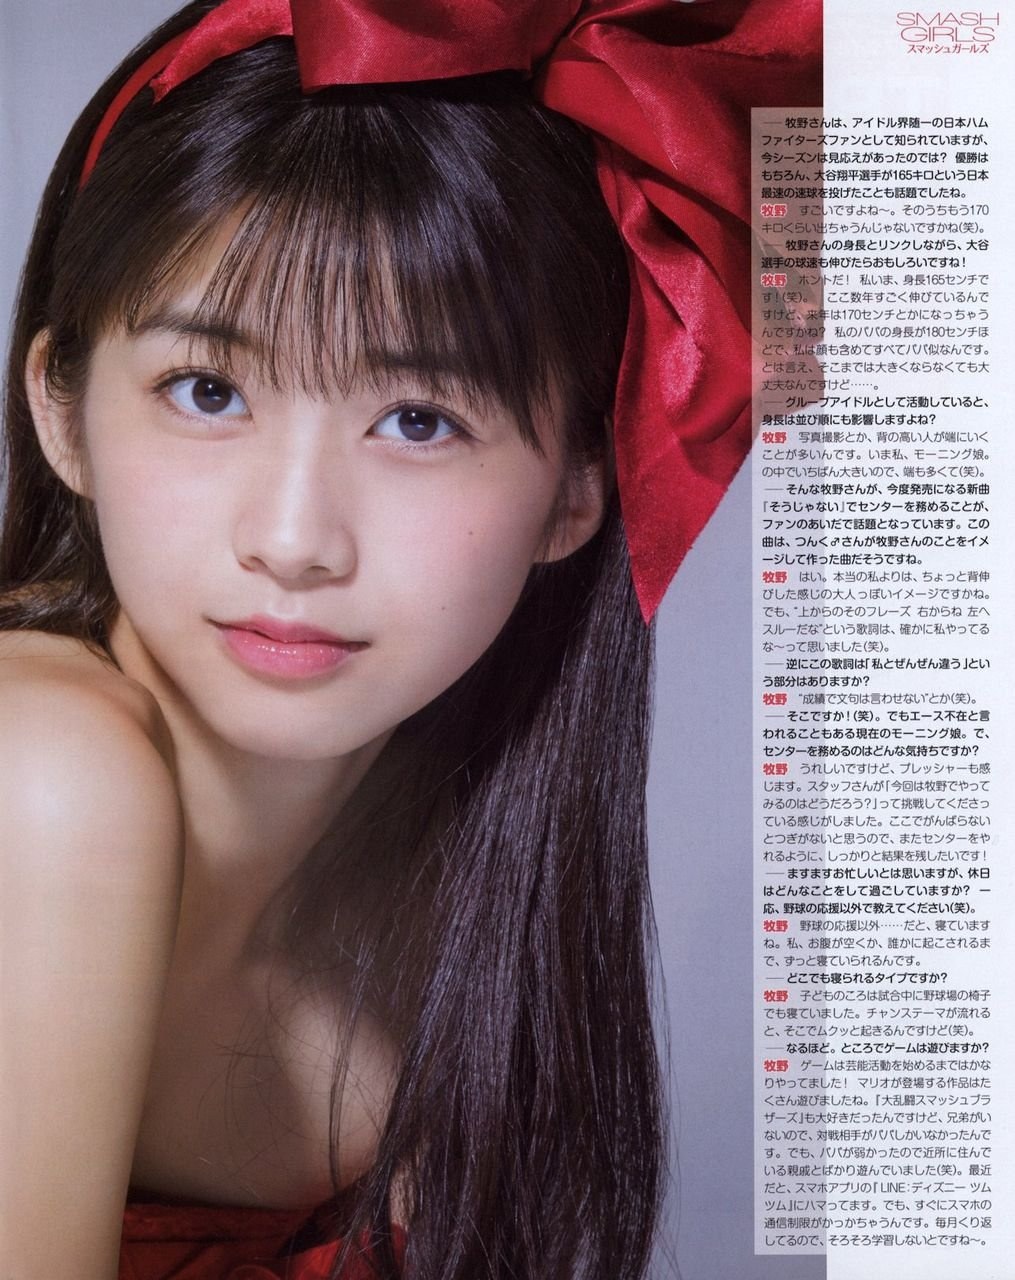 SMASH
GIRLS
スマッシュガールズ
── 牧野さんは、アイドル界随一の日本ハム
ファイターズファンとして知られていますが、
今シーズンは見応えがあったのでは? 優勝は
もちろん、大谷翔平選手が165キロという日本
最速の速球を投げたことも話題でしたね。
牧野 すごいですよね〜。そのうちもう170
キロくらい出ちゃうんじゃないですかね(笑)。
── 牧野さんの身長とリンクしながら、大谷
選手の球速も伸びたらおもしろいですね!
牧野 ホントだ! 私いま、身長165センチで
す!(笑)。 ここ数年すごく伸びているんで
すけど、来年は170センチとかになっちゃう
んですかね? 私のパパの身長が180センチほ
どで、私は顔も含めてすべてパパ似なんです。
とは言え、そこまでは大きくならなくても大
丈夫なんですけど……。
── グループアイドルとして活動していると、
身長は並び順にも影響しますよね?
牧野 写真撮影とか、背の高い人が端にいく
ことが多いんです。いま私、モーニング娘。
の中でいちばん大きいので、端も多くて(笑)。
── そんな牧野さんが、今度発売になる新曲
『そうじゃない』でセンターを務めることが、
ファンのあいだで話題となっています。この
曲は、つんく♂さんが牧野さんのことをイメ
ージして作った曲だそうですね。
牧野 はい。本当の私よりは、ちょっと背伸
びした感じの大人っぽいイメージですかね。
でも、“上からのそのフレーズ 右からね 左へ
スルーだな”という歌詞は、確かに私やってる
な〜って思いました(笑)。
── 逆にこの歌詞は「私とぜんぜん違う」とい
う部分はありますか?
牧野 “成績で文句は言わせない”とか(笑)。
── そこですか!(笑)。でもエース不在と言
われることもある現在のモーニング娘。で、
センターを務めるのはどんな気持ちですか?
牧野 うれしいですけど、プレッシャーも感
じます。スタッフさんが「今回は牧野でやって
みるのはどうだろう?」って挑戦してくださっ
ている感じがしました。ここでがんばらない
とつぎがないと思うので、またセンターをや
れるように、しっかりと結果を残したいです!
── ますますお忙しいとは思いますが、休日
はどんなことをして過ごしていますか? 一
応、野球の応援以外で教えてください(笑)。
牧野 野球の応援以外……だと、寝ています
ね。私、お腹が空くか、誰かに起こされるま
で、ずっと寝ていられるんです。
── どこでも寝られるタイプですか?
牧野 子どものころは試合中に野球場の椅子
でも寝ていました。チャンステーマが流れる
と、そこでムクッと起きるんですけど(笑)。
── なるほど。ところでゲームは遊びますか?
牧野 ゲームは芸能活動を始めるまではかな
りやってました! マリオが登場する作品はた
くさん遊びましたね。『大乱闘スマッシュブラ
ザーズ』も大好きだったんですけど、兄弟がい
ないので、対戦相手がパパしかいなかったんで
す。でも、パパが弱かったので近所に住んで
いる親戚とばかり遊んでいました(笑)。最近
だと、スマホアプリの『LINE:ディズニー ツム
ツム』にハマってます。でも、すぐにスマホの
通信制限がかかっちゃうんです。毎月くり返
してるので、そろそろ学習しないとですね〜。